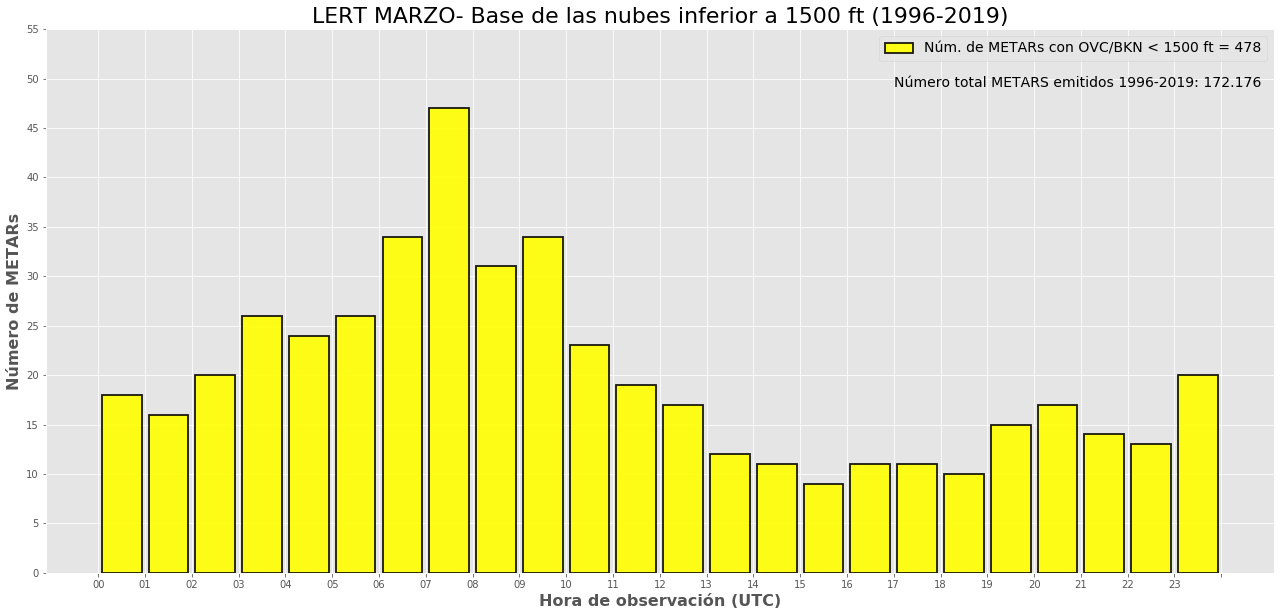 LERT MARZO- Base de las nubes inferior a 1500 ft (1996-2019)
Núm. de METARs con OVC/BKN < 1500 ft = 478
Número total METARS emitidos 1996-2019: 172.176
Número de METARs
55
50
45
40
35
30
25
20
15
10
5
0
00 01 02 03 04 05 06 07 08 09 10 11 12 13 14 15 16 17 18 19 20 21 22 23
Hora de observación (UTC)